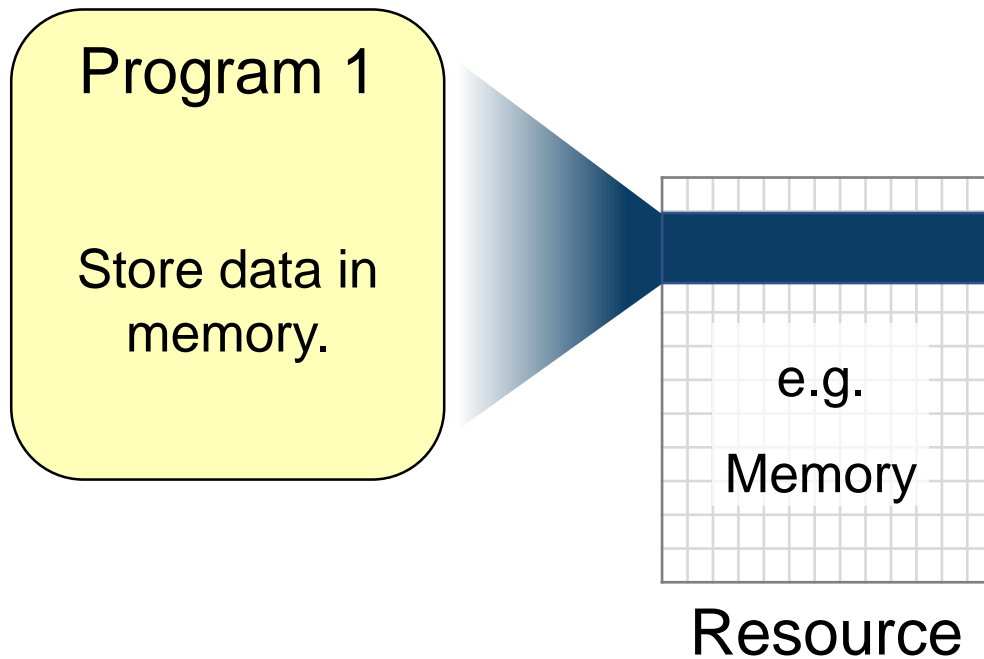 Program 1
Store data in
memory.
e.g.
Memory
Resource